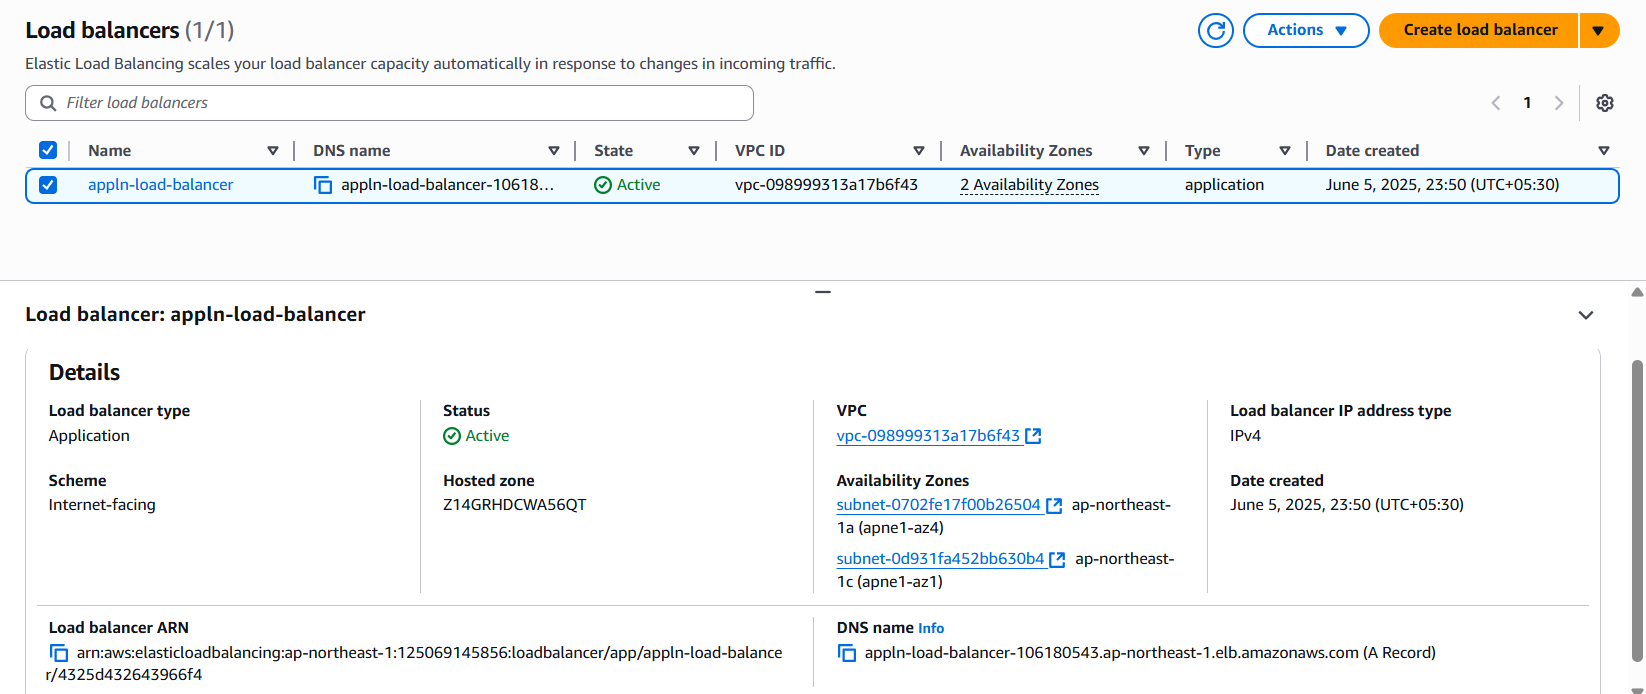 Load balancers (1/1)
Actions
Create load balancer
Elastic Load Balancing scales your load balancer capacity automatically in response to changes in incoming traffic.
Filter load balancers
1
Name DNS name State VPC ID Availability Zones Type Date created
appln-load-balancer appln-load-balancer-10618... Active vpc-098999313a17b6f43 2 Availability Zones application June 5, 2025, 23:50 (UTC+05:30)
Load balancer: appln-load-balancer
Details
Load balancer type
Application
Scheme
Internet-facing
Status
Active
Hosted zone
Z14GRHDCWA56QT
VPC
vpc-098999313a17b6f43
Availability Zones
subnet-0702fe17f00b26504 ap-northeast-
1a (apne1-az4)
subnet-0d931fa452bb630b4 ap-northeast-
1c (apne1-az1)
Load balancer IP address type
IPv4
Date created
June 5, 2025, 23:50 (UTC+05:30)
Load balancer ARN
arn:aws:elasticloadbalancing:ap-northeast-1:125069145856:loadbalancer/app/appln-load-balance
r/4325d432643966f4
DNS name Info
appln-load-balancer-106180543.ap-northeast-1.elb.amazonaws.com (A Record)